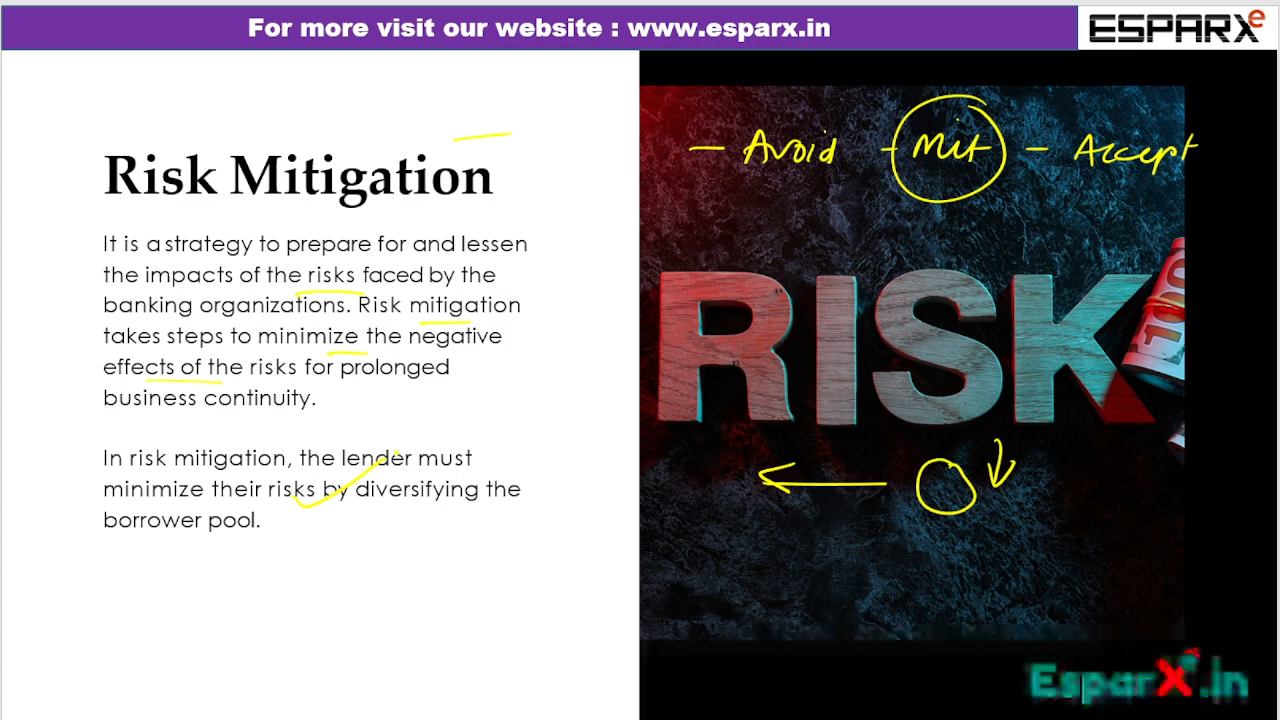 For more visit our website : www.esparx.in
ESPARXe
Risk Mitigation
It is a strategy to prepare for and lessen
the impacts of the risks faced by the
banking organizations. Risk mitigation
takes steps to minimize the negative
effects of the risks for prolonged
business continuity.
In risk mitigation, the lender must
minimize their risks by diversifying the
borrower pool.
– Avoid – Mit – Accept
RISK
100
EsparXe.in